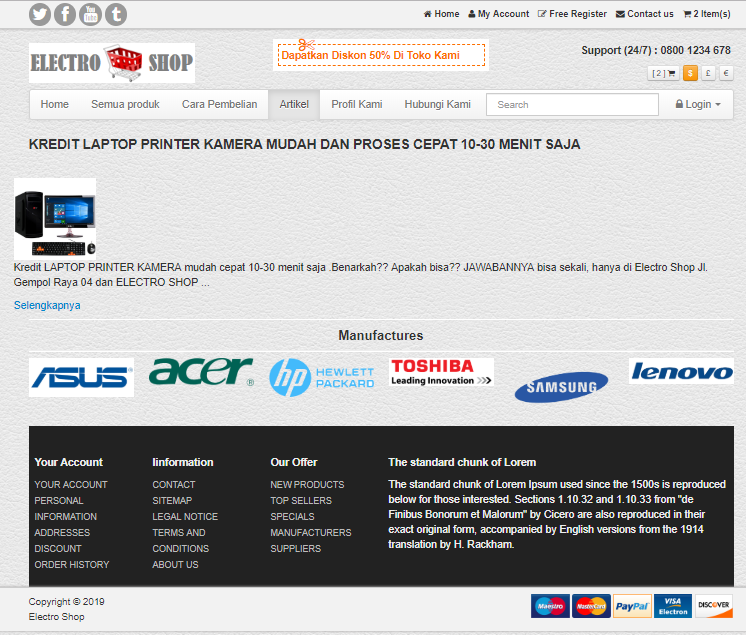 Home My Account Free Register Contact us 2 Item(s)
ELECTRO SHOP
Dapatkan Diskon 50% Di Toko Kami
Support (24/7) : 0800 1234 678
[ 2 ] $ £ €
Home Semua produk Cara Pembelian Artikel Profil Kami Hubungi Kami Search Login
KREDIT LAPTOP PRINTER KAMERA MUDAH DAN PROSES CEPAT 10-30 MENIT SAJA
Kredit LAPTOP PRINTER KAMERA mudah cepat 10-30 menit saja .Benarkah?? Apakah bisa?? JAWABANNYA bisa sekali, hanya di Electro Shop Jl.
Gempol Raya 04 dan ELECTRO SHOP ...
Selengkapnya
Manufactures
ASUS
acer
hp HEWLETT
PACKARD
TOSHIBA
Leading Innovation >>>
SAMSUNG
lenovo
Your Account
YOUR ACCOUNT
PERSONAL
INFORMATION
ADDRESSES
DISCOUNT
ORDER HISTORY
Iinformation
CONTACT
SITEMAP
LEGAL NOTICE
TERMS AND
CONDITIONS
ABOUT US
Our Offer
NEW PRODUCTS
TOP SELLERS
SPECIALS
MANUFACTURERS
SUPPLIERS
The standard chunk of Lorem
The standard chunk of Lorem Ipsum used since the 1500s is reproduced
below for those interested. Sections 1.10.32 and 1.10.33 from "de
Finibus Bonorum et Malorum" by Cicero are also reproduced in their
exact original form, accompanied by English versions from the 1914
translation by H. Rackham.
Copyright © 2019
Electro Shop
Maestro
MasterCard
PayPal
VISA
Electron
DISCOVER